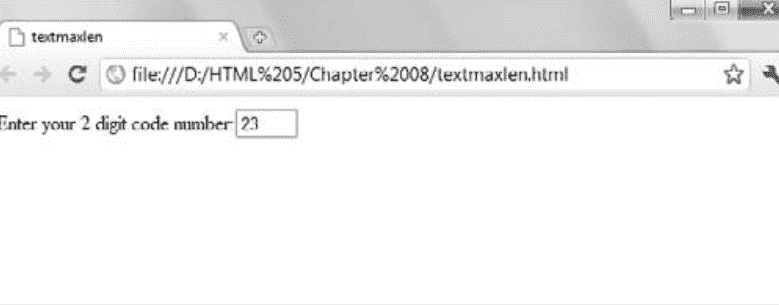 textmaxlen
file:///D:/HTML%205/Chapter%2008/textmaxlen.html
Enter your 2 digit code number: 23